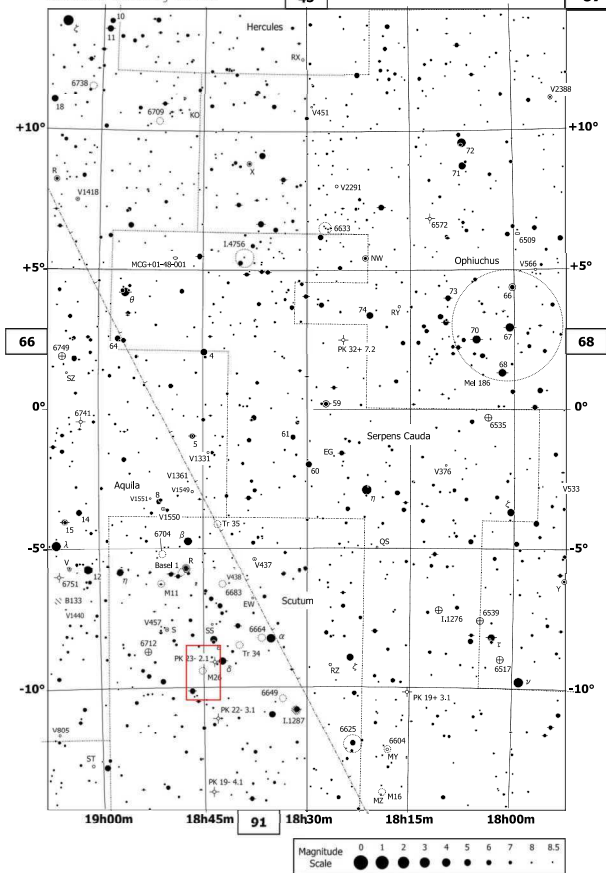 10
ζ
11
Hercules
RX
6738
18
6709
KO
V451
V2388
+10°
+10°
72
71
R
X
V1418
V2291
6633
6572
6509
I.4756
MCG+01-48-001
NW
Ophiuchus
V566
+5°
+5°
θ
73
66
74
RY
66
64
4
6749
SZ
PK 32+ 7.2
70
67
68
68
Mel 186
0°
59
0°
6741
6535
5
61
Serpens Cauda
V1331
60
EG
V376
V1361
V1549
Aquila
8
V1551
V1550
η
V533
ζ
14
15
Tr 35
6704
β
QS
λ
-5°
-5°
Basel 1
R
V437
V
12
η
6751
M11
V438
6683
Y
B133
EW
Scutum
I.1276
6539
V1440
V457
S
6664
α
SS
τ
6712
Tr 34
PK 23- 2.1
RZ
ζ
6517
M26
δ
ν
-10°
-10°
6649
PK 19+ 3.1
PK 22- 3.1
I.1287
V805
6625
6604
MY
ST
PK 19- 4.1
MZ
M16
19h00m
18h45m
91
18h30m
18h15m
18h00m
Magnitude
Scale
0 1 2 3 4 5 6 7 8 8.5